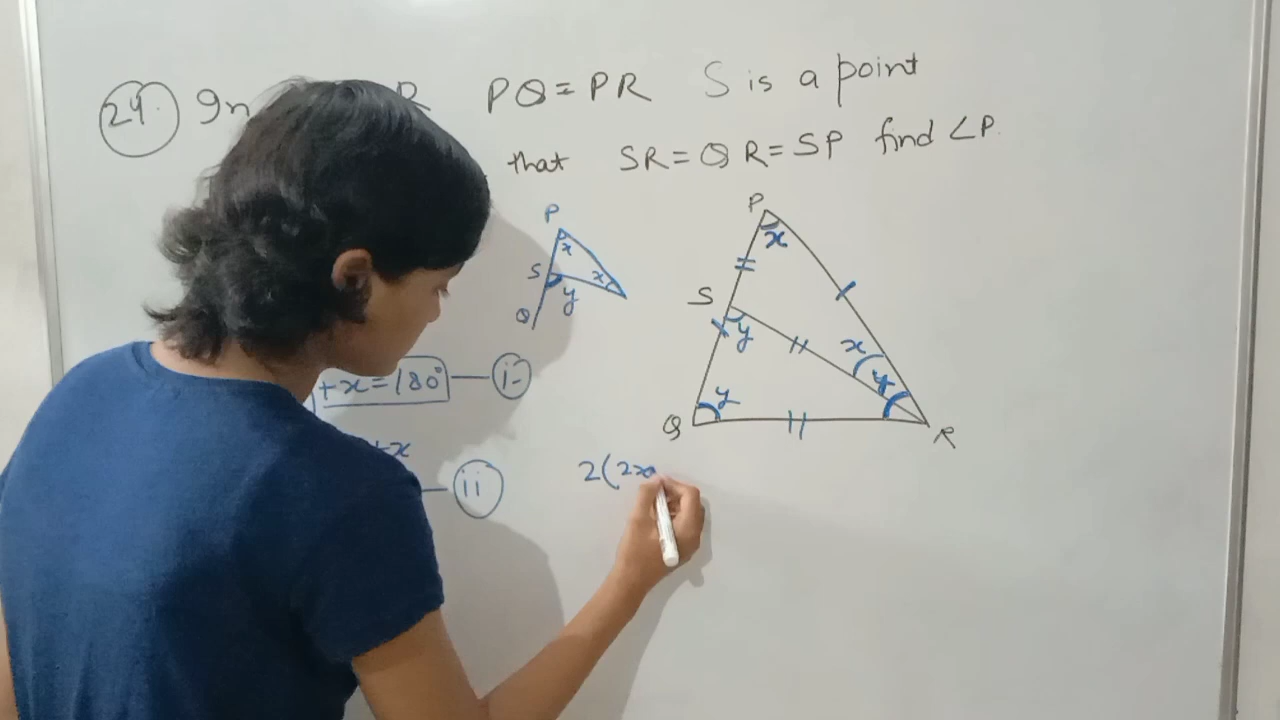 24. In R PQ = PR S is a point
that SR = QR = SP find ∠P.
P
x
S
x
y
Q
P
x
S
y
x
y
y
Q
R
+x = 180° — i
+x
— ii
2(2x